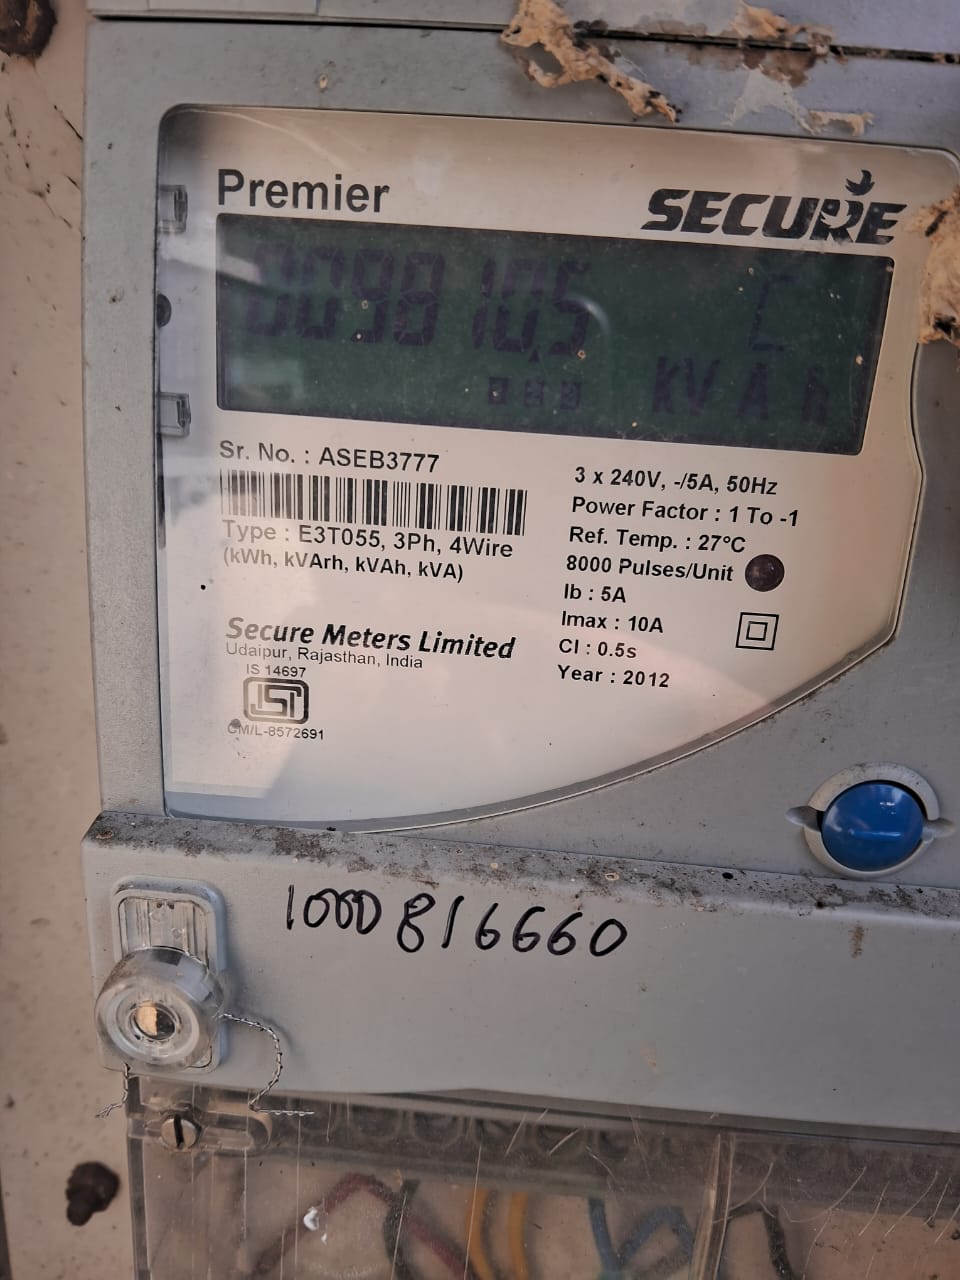 Premier
SECURE
009810.5 C
kVAh
Sr. No. : ASEB3777
Type : E3T055, 3Ph, 4Wire
(kWh, kVArh, kVAh, kVA)
Secure Meters Limited
Udaipur, Rajasthan, India
IS 14697
ISI
CM/L-8572691
3 x 240V, -/5A, 50Hz
Power Factor : 1 To -1
Ref. Temp. : 27°C
8000 Pulses/Unit
Ib : 5A
Imax : 10A
Cl : 0.5s
Year : 2012
1000816660